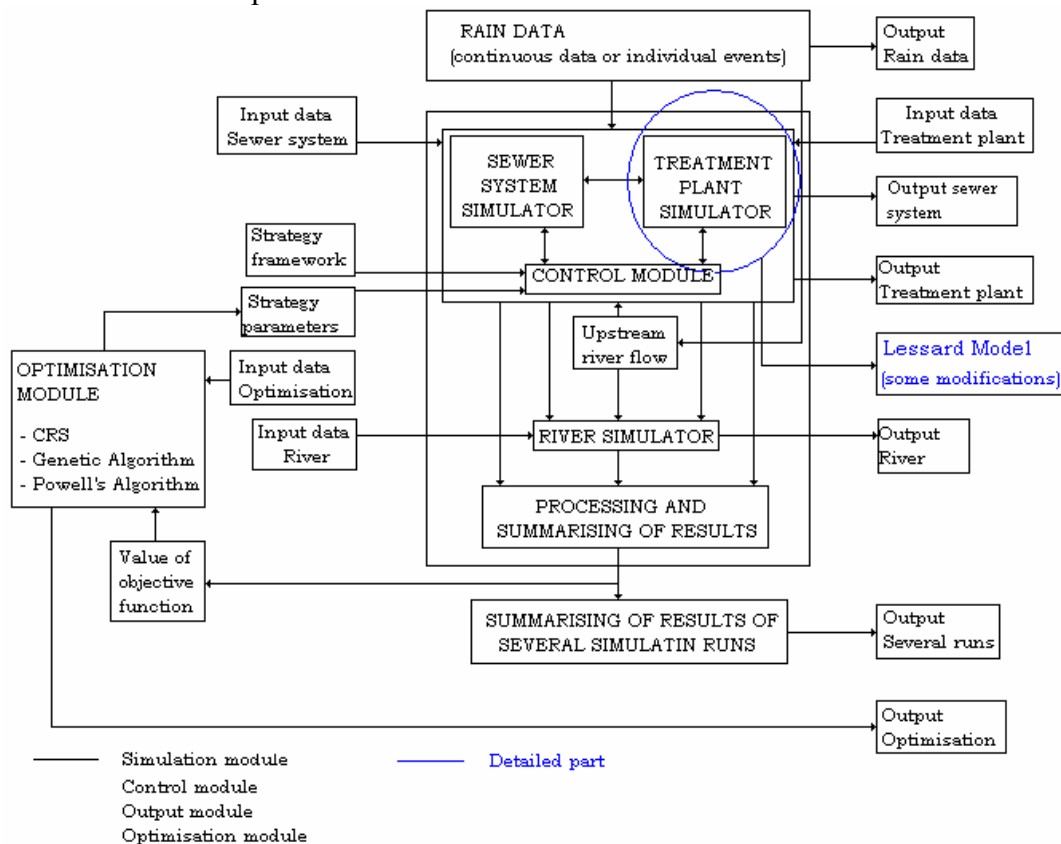 RAIN DATA
(continuous data or individual events)
Output
Rain data
Input data
Sewer system
Input data
Treatment plant
SEWER
SYSTEM
SIMULATOR
TREATMENT
PLANT
SIMULATOR
Output sewer
system
Strategy
framework
CONTROL MODULE
Output
Treatment plant
Strategy
parameters
Upstream
river flow
Lessard Model
(some modifications)
OPTIMISATION
MODULE
- CRS
- Genetic Algorithm
- Powell's Algorithm
Input data
Optimisation
Input data
River
RIVER SIMULATOR
Output
River
PROCESSING AND
SUMMARISING OF RESULTS
Value of
objective
function
SUMMARISING OF RESULTS OF
SEVERAL SIMULATIN RUNS
Output
Several runs
Output
Optimisation
Simulation module
Control module
Output module
Optimisation module
Detailed part